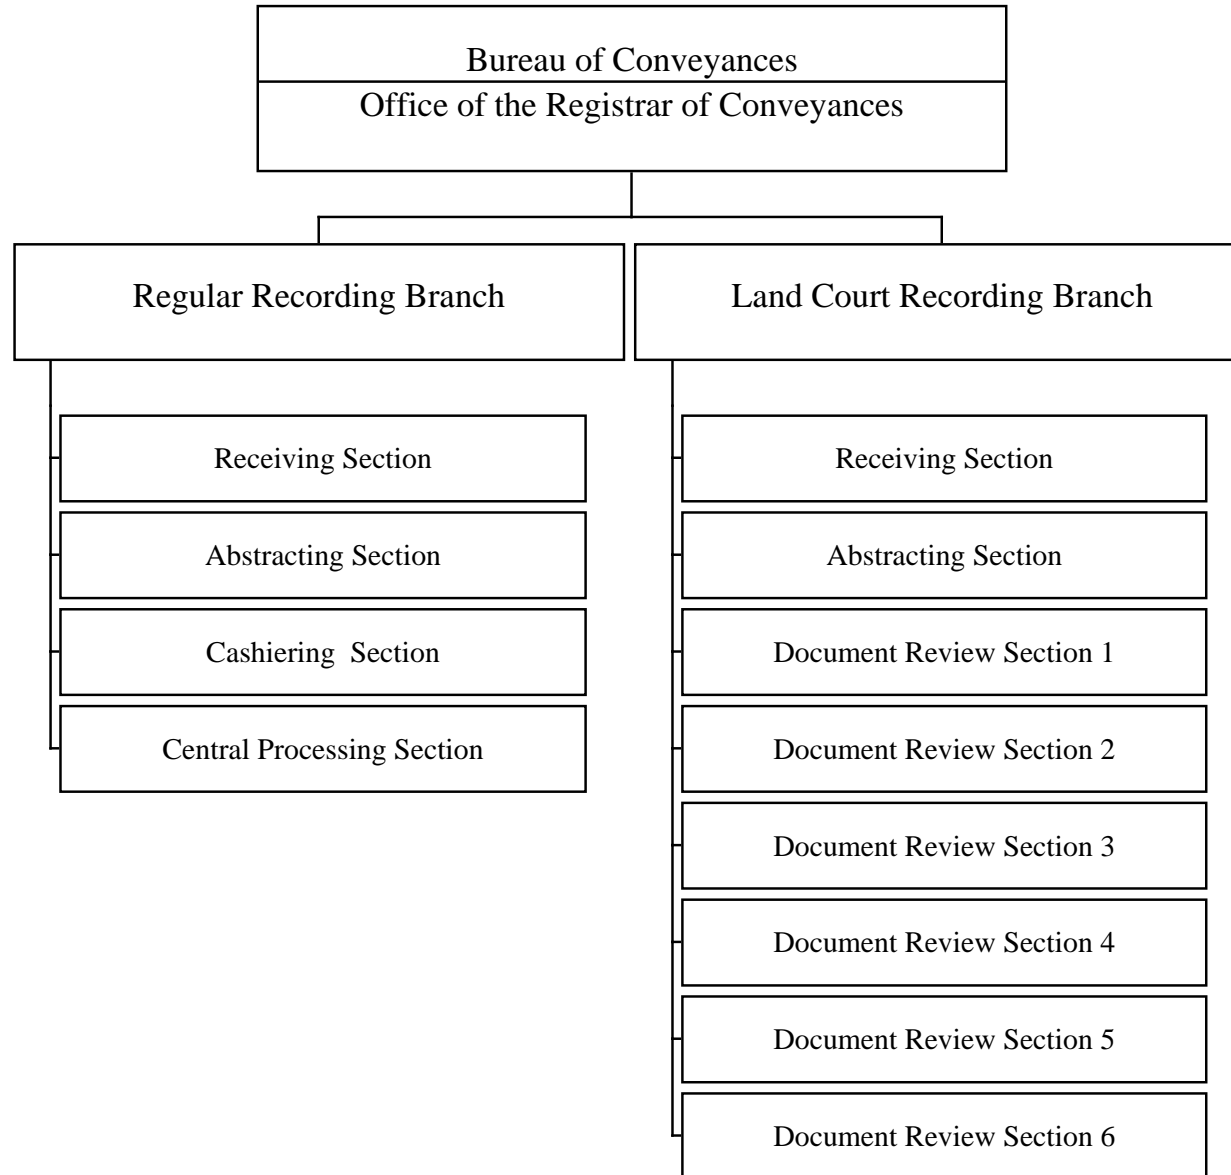 Bureau of Conveyances
Office of the Registrar of Conveyances
Regular Recording Branch
Land Court Recording Branch
Receiving Section
Abstracting Section
Cashiering  Section
Central Processing Section
Receiving Section
Abstracting Section
Document Review Section 1
Document Review Section 2
Document Review Section 3
Document Review Section 4
Document Review Section 5
Document Review Section 6